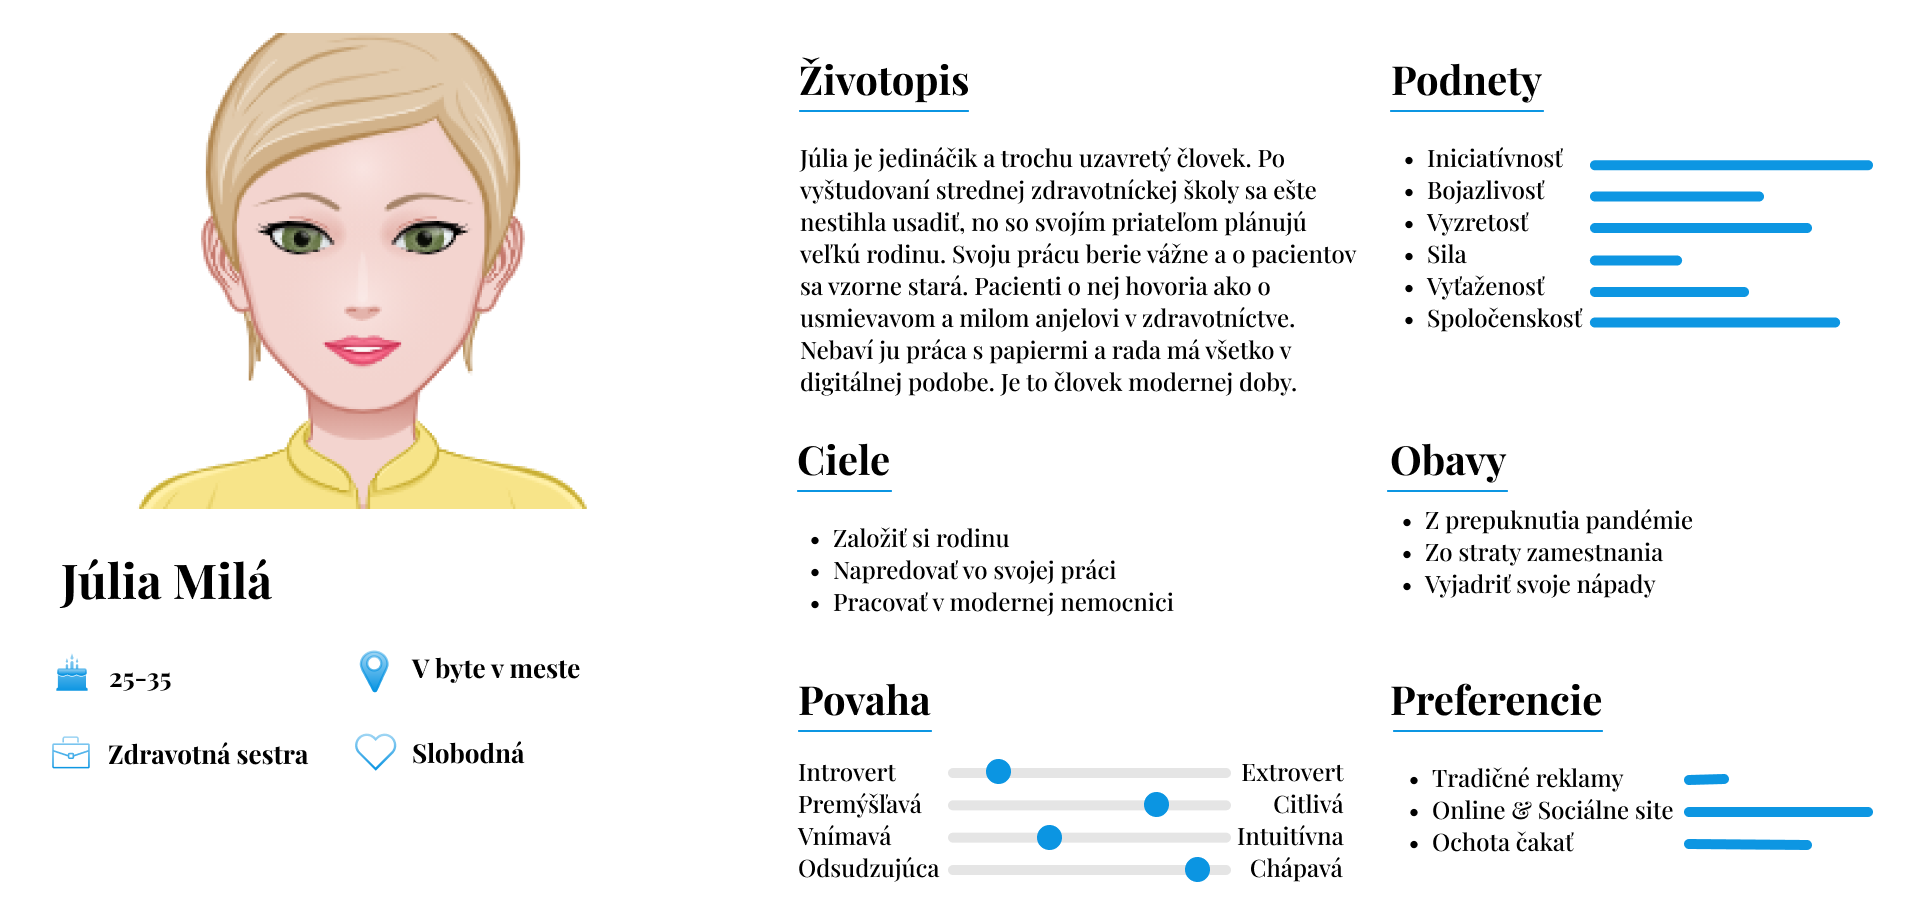 Júlia Milá
25-35
V byte v meste
Zdravotná sestra
Slobodná
Životopis
Júlia je jedináčik a trochu uzavretý človek. Po
vyštudovaní strednej zdravotníckej školy sa ešte
nestihla usadiť, no so svojím priateľom plánujú
veľkú rodinu. Svoju prácu berie vážne a o pacientov
sa vzorne stará. Pacienti o nej hovoria ako o
usmievavom a milom anjelovi v zdravotníctve.
Nebaví ju práca s papiermi a rada má všetko v
digitálnej podobe. Je to človek modernej doby.
Podnety
• Iniciatívnosť
• Bojazlivosť
• Vyzretosť
• Sila
• Vyťaženosť
• Spoločenskosť
Ciele
• Založiť si rodinu
• Napredovať vo svojej práci
• Pracovať v modernej nemocnici
Obavy
• Z prepuknutia pandémie
• Zo straty zamestnania
• Vyjadriť svoje nápady
Povaha
Introvert Extrovert
Premýšľavá Citlivá
Vnímavá Intuitívna
Odsudzujúca Chápavá
Preferencie
• Tradičné reklamy
• Online & Sociálne site
• Ochota čakať